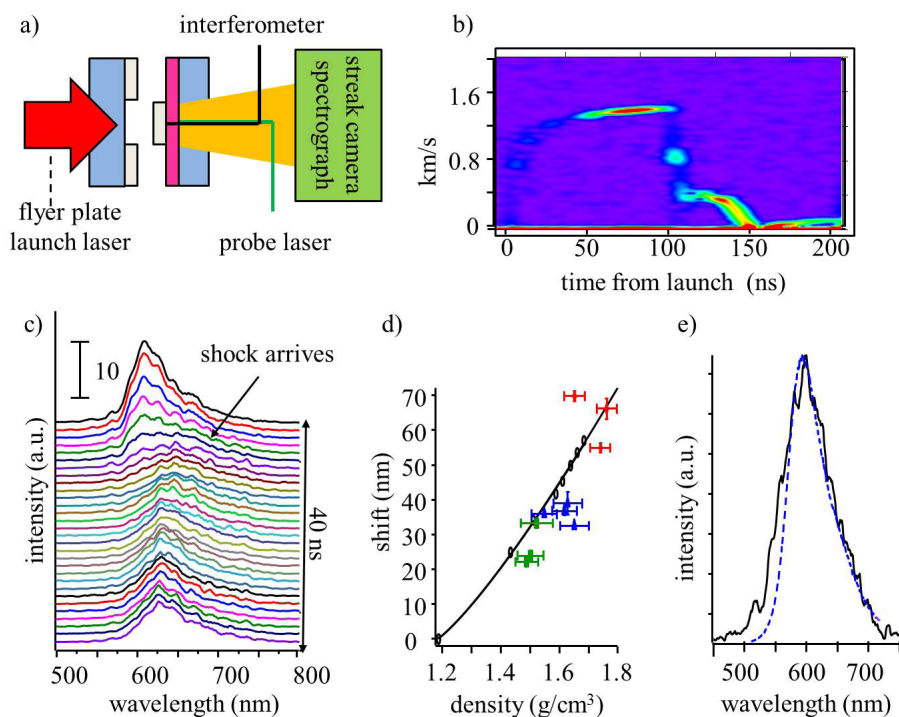 a)
interferometer
streak camera
spectrograph
flyer plate
launch laser
probe laser
b)
km/s
1.6
0.8
0
0
50
100
150
200
time from launch (ns)
c)
10
shock arrives
intensity (a.u.)
40 ns
500
600
700
800
wavelength (nm)
d)
shift (nm)
70
60
50
40
30
20
10
0
1.2
1.4
1.6
1.8
density (g/cm³)
e)
intensity (a.u.)
500
600
700
wavelength (nm)